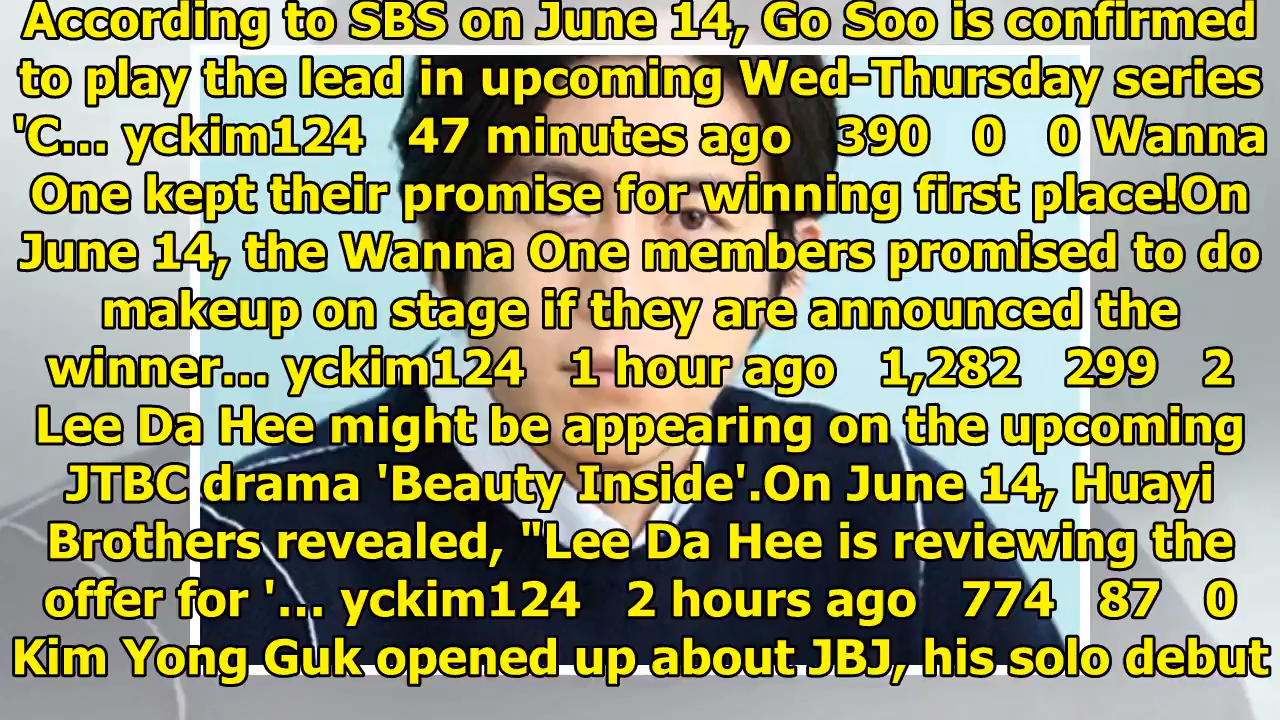 According to SBS on June 14, Go Soo is confirmed
to play the lead in upcoming Wed-Thursday series
'C... yckim124 47 minutes ago 390 0 0 Wanna
One kept their promise for winning first place!On
June 14, the Wanna One members promised to do
makeup on stage if they are announced the
winner... yckim124 1 hour ago 1,282 299 2
Lee Da Hee might be appearing on the upcoming
JTBC drama 'Beauty Inside'.On June 14, Huayi
Brothers revealed, "Lee Da Hee is reviewing the
offer for '... yckim124 2 hours ago 774 87 0
Kim Yong Guk opened up about JBJ, his solo debut